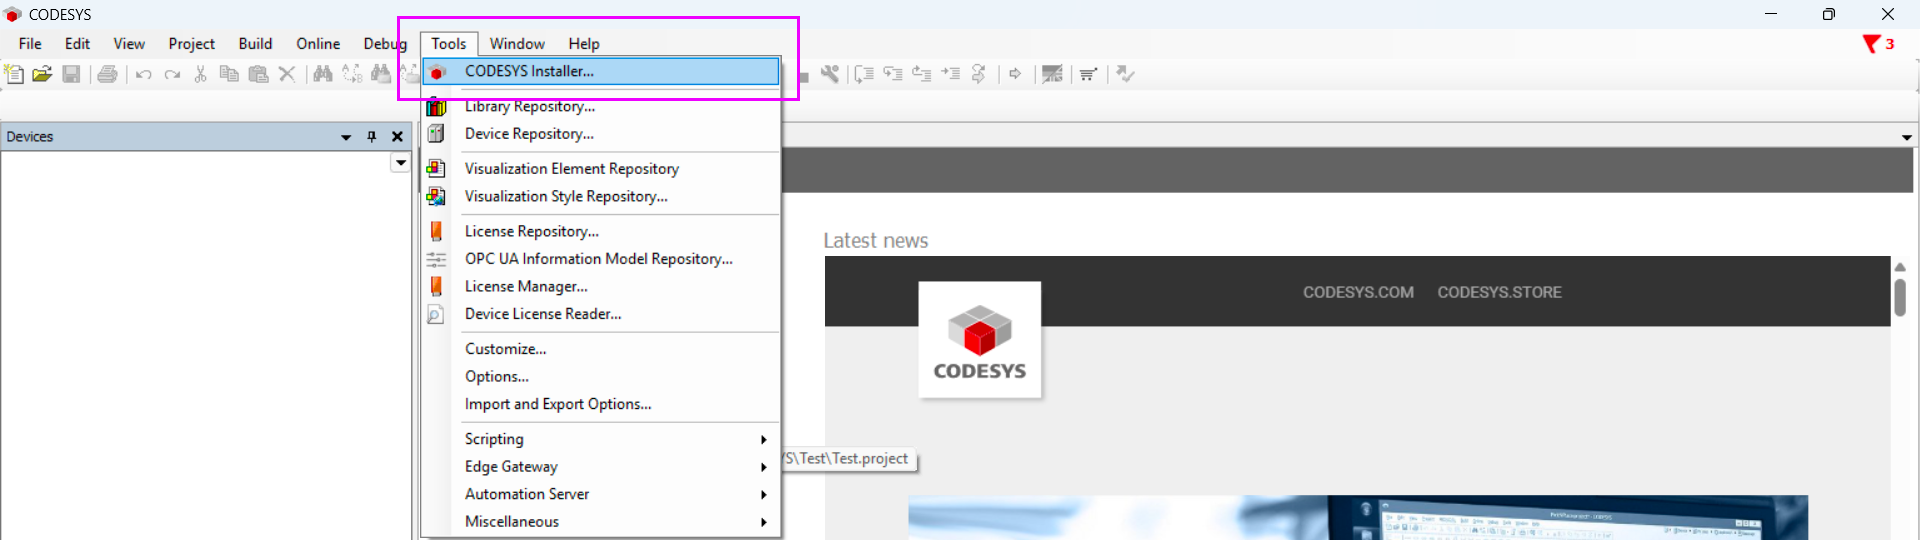 CODESYS
File Edit View Project Build Online Debug Tools Window Help
3
CODESYS Installer...
Library Repository...
Devices
Device Repository...
Visualization Element Repository
Visualization Style Repository...
License Repository...
OPC UA Information Model Repository...
License Manager...
Device License Reader...
Customize...
Options...
Import and Export Options...
Scripting
Edge Gateway
Automation Server
Miscellaneous
Latest news
CODESYS.COM CODESYS.STORE
CODESYS
S\Test\Test.project